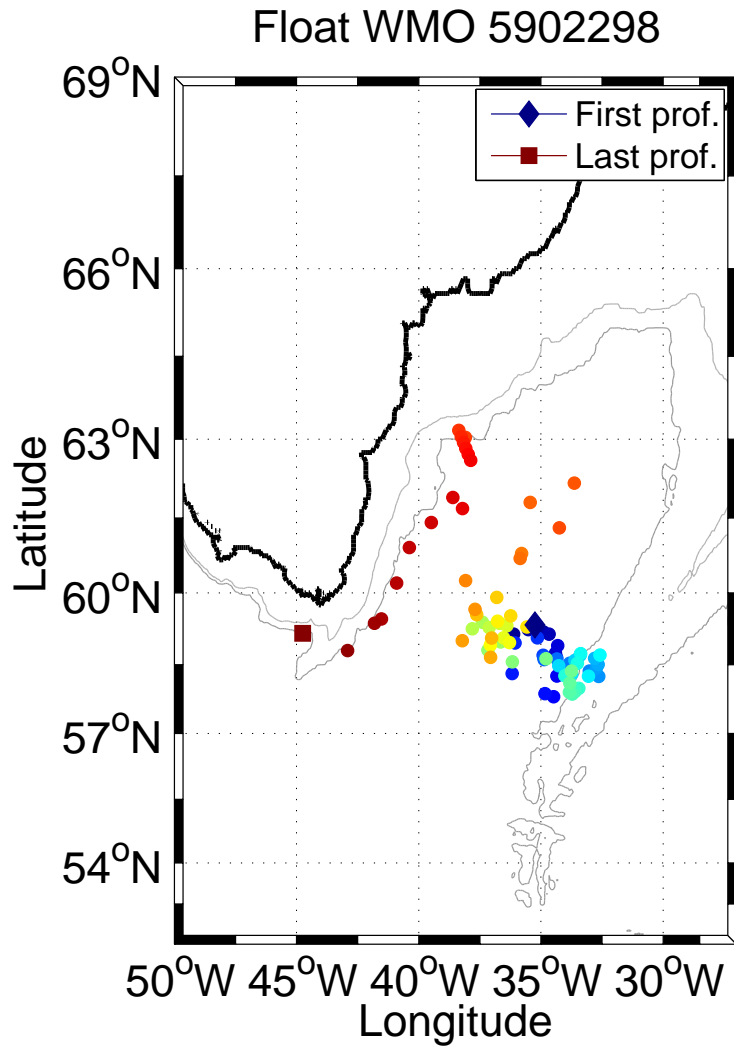 Float WMO 5902298
First prof.
Last prof.
69°N
66°N
63°N
60°N
57°N
54°N
Latitude
50°W 45°W 40°W 35°W 30°W
Longitude